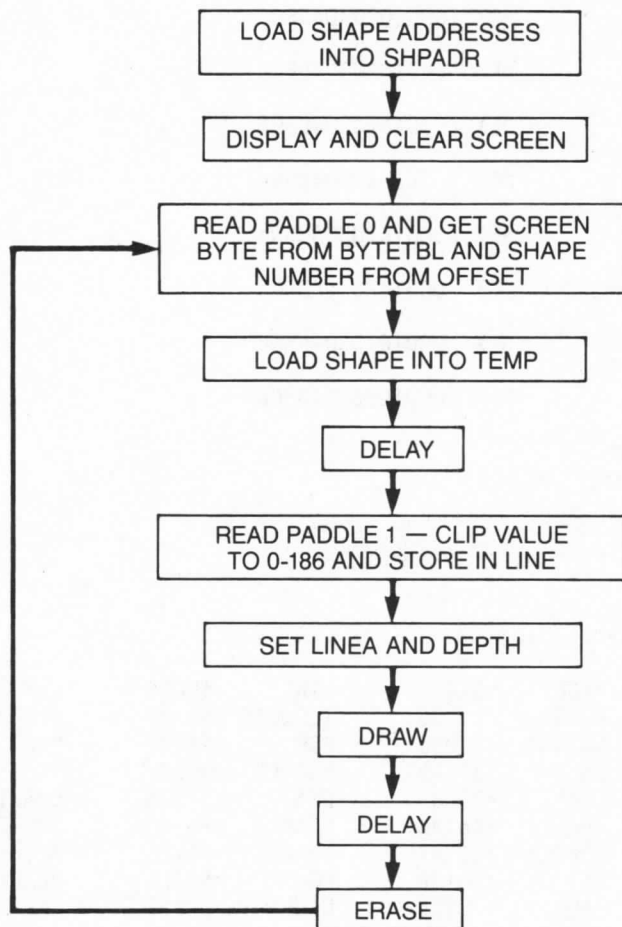 LOAD SHAPE ADDRESSES
INTO SHPADR
DISPLAY AND CLEAR SCREEN
READ PADDLE 0 AND GET SCREEN
BYTE FROM BYTETBL AND SHAPE
NUMBER FROM OFFSET
LOAD SHAPE INTO TEMP
DELAY
READ PADDLE 1 — CLIP VALUE
TO 0-186 AND STORE IN LINE
SET LINEA AND DEPTH
DRAW
DELAY
ERASE